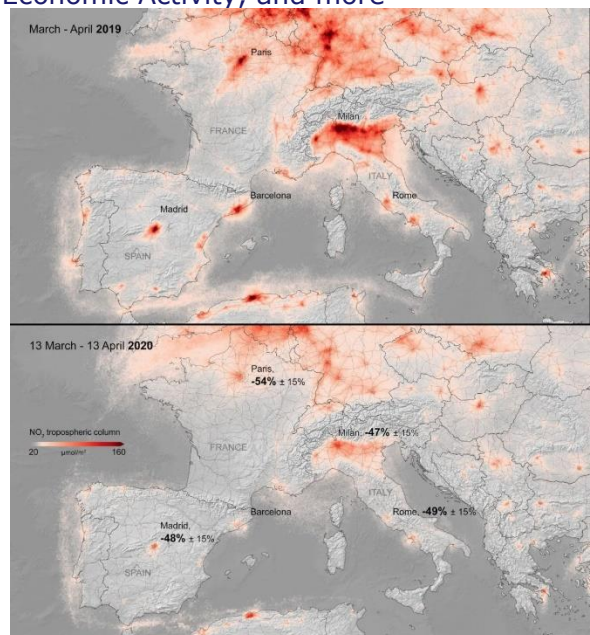 Economic Activity, and more
March - April 2019
Paris
FRANCE
Milan
ITALY
Barcelona
Rome
Madrid
SPAIN
13 March - 13 April 2020
Paris,
-54% ± 15%
NO₂ tropospheric column
20 µmol/m² 160
FRANCE
Milan, -47% ± 15%
ITALY
Barcelona
Rome, -49% ± 15%
Madrid,
-48% ± 15%
SPAIN